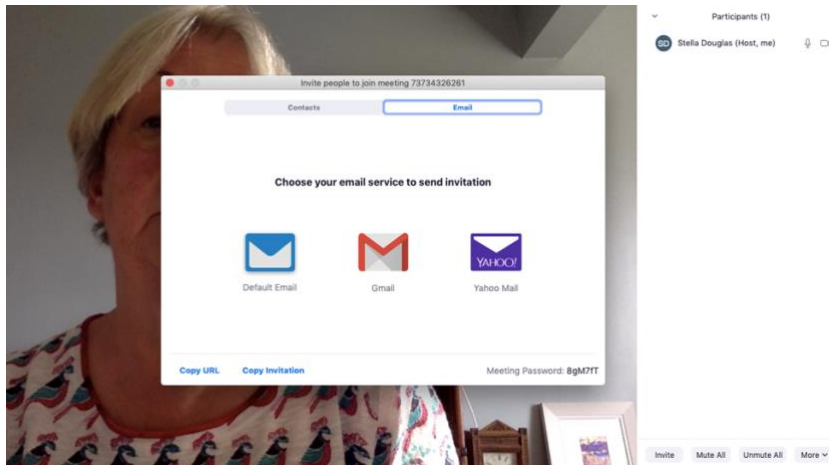 Participants (1)
SD Stella Douglas (Host, me)
Invite people to join meeting 73734326261
Contacts Email
Choose your email service to send invitation
YAHOO!
Default Email Gmail Yahoo Mail
Copy URL Copy Invitation Meeting Password: 8gM7fT
Invite Mute All Unmute All More